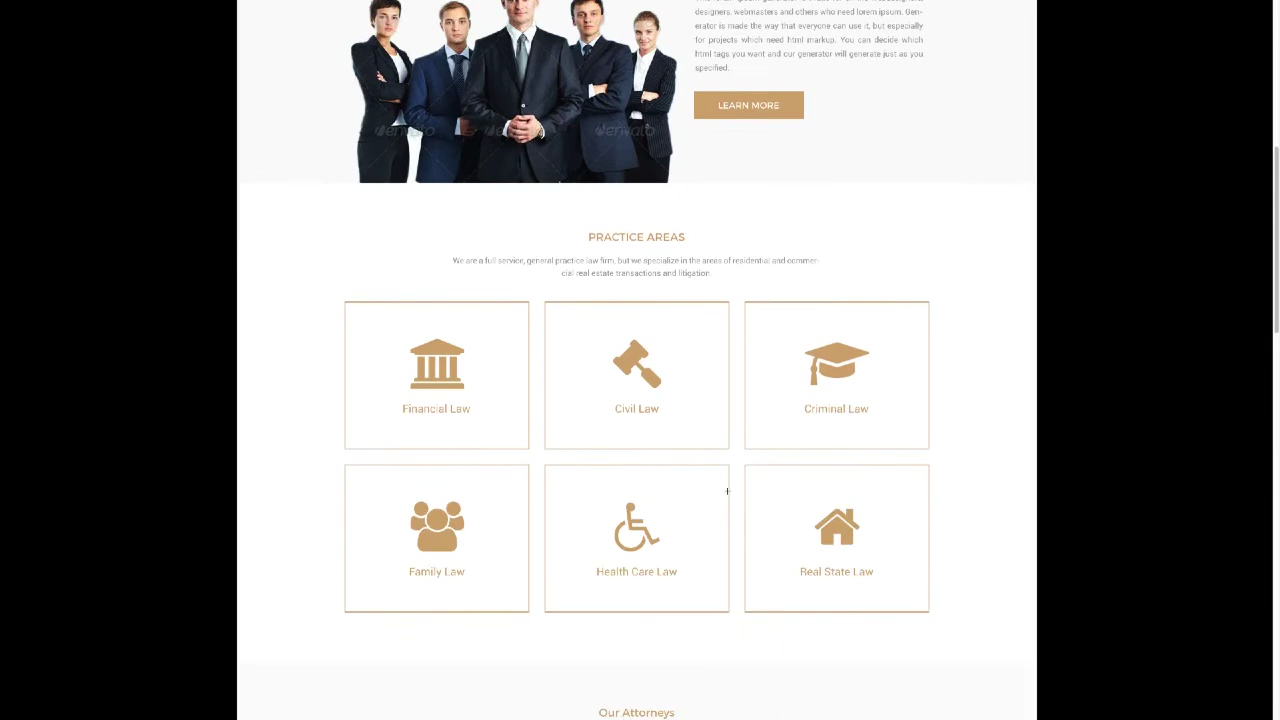 designers, webmasters and others who need lorem ipsum. Gen-
erator is made the way that everyone can use it, but especially
for projects which need html markup. You can decide which
html tags you want and our generator will generate just as you
specified.
LEARN MORE
envato envato envato
PRACTICE AREAS
We are a full service, general practice law firm, but we specialize in the areas of residential and commer-
cial real estate transactions and litigation.
Financial Law
Civil Law
Criminal Law
Family Law
Health Care Law
Real State Law
Our Attorneys